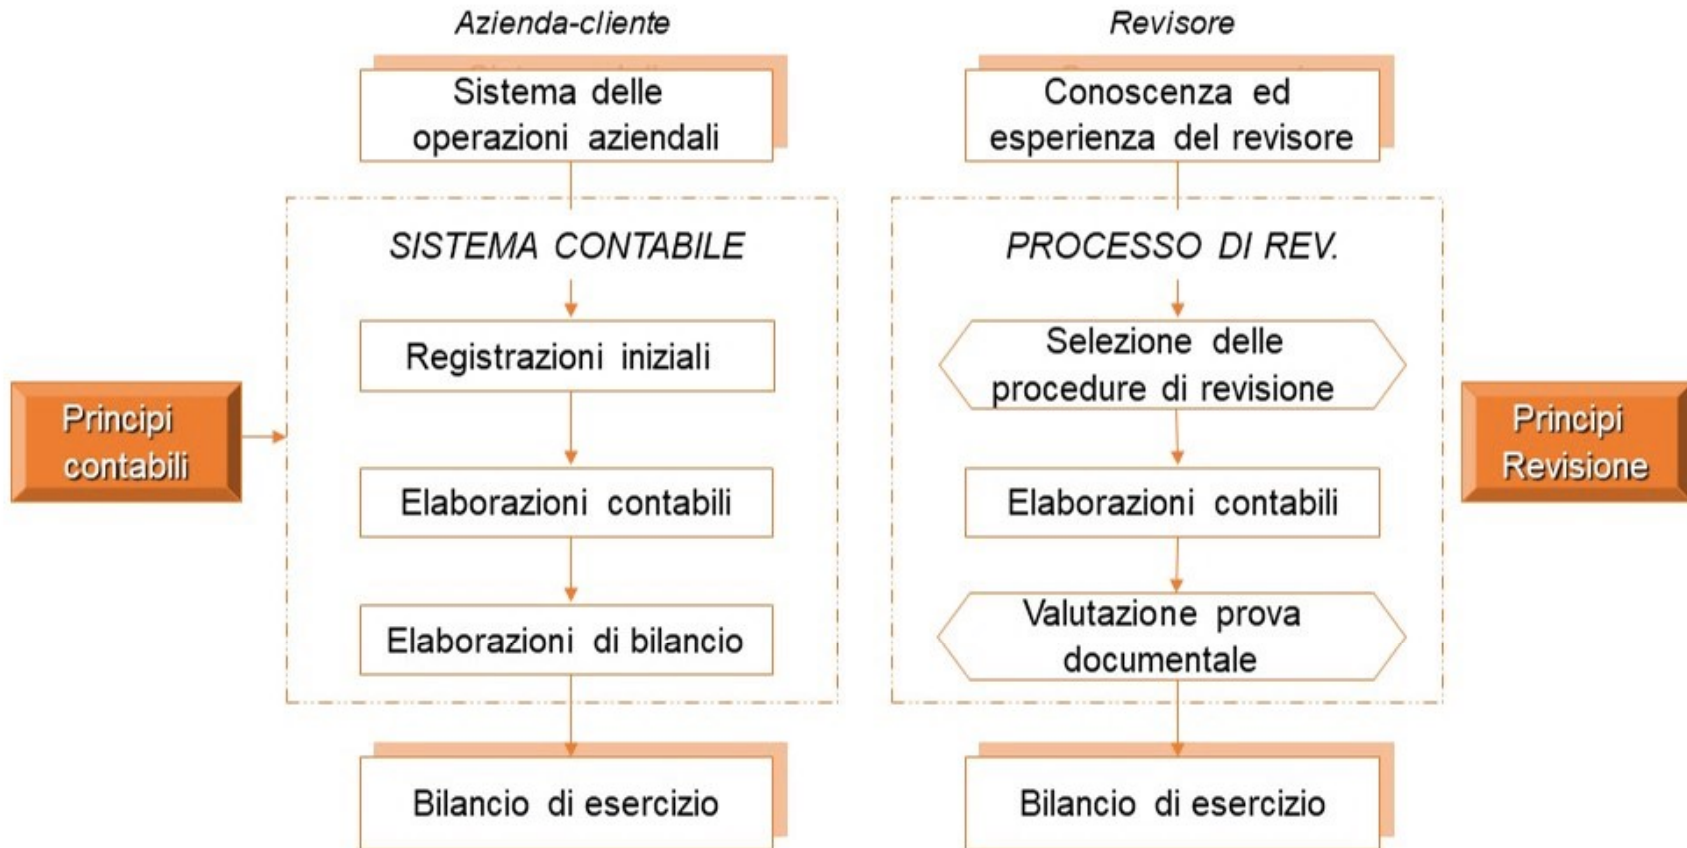 Azienda-cliente
Sistema delle
operazioni aziendali
SISTEMA CONTABILE
Registrazioni iniziali
Elaborazioni contabili
Elaborazioni di bilancio
Bilancio di esercizio
Principi
contabili
Revisore
Conoscenza ed
esperienza del revisore
PROCESSO DI REV.
Selezione delle
procedure di revisione
Elaborazioni contabili
Valutazione prova
documentale
Bilancio di esercizio
Principi
Revisione